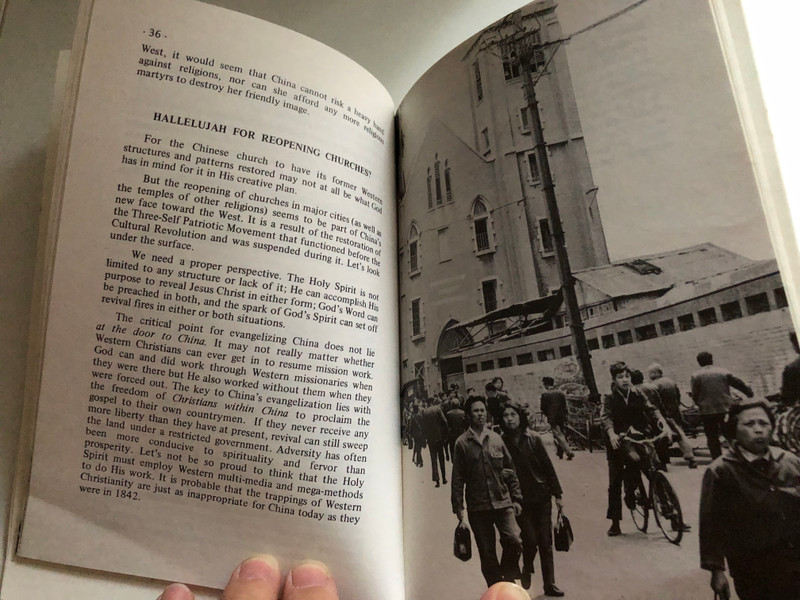 · 36 ·
West, it would seem that China cannot risk a heavy hand
against religions, nor can she afford any more religious
martyrs to destroy her friendly image.
HALLELUJAH FOR REOPENING CHURCHES?
For the Chinese church to have its former Western
structures and patterns restored may not at all be what God
has in mind for it in His creative plan.
But the reopening of churches in major cities (as well as
the temples of other religions) seems to be part of China's
new face toward the West. It is a result of the restoration of
the Three-Self Patriotic Movement that functioned before the
Cultural Revolution and was suspended during it. Let's look
under the surface.
We need a proper perspective. The Holy Spirit is not
limited to any structure or lack of it; He can accomplish His
purpose to reveal Jesus Christ in either form; God's Word can
be preached in both, and the spark of God's Spirit can set off
revival fires in either or both situations.
The critical point for evangelizing China does not lie
at the door to China. It may not really matter whether
Western Christians can ever get in to resume mission work.
God can and did work through Western missionaries when
they were there but He also worked without them when they
were forced out. The key to China's evangelization lies with
the freedom of Christians within China to proclaim the
gospel to their own countrymen. If they never receive any
more liberty than they have at present, revival can still sweep
the land under a restricted government. Adversity has often
been more conducive to spirituality and fervor than
prosperity. Let's not be so proud to think that the Holy
Spirit must employ Western multi-media and mega-methods
to do His work. It is probable that the trappings of Western
Christianity are just as inappropriate for China today as they
were in 1842.